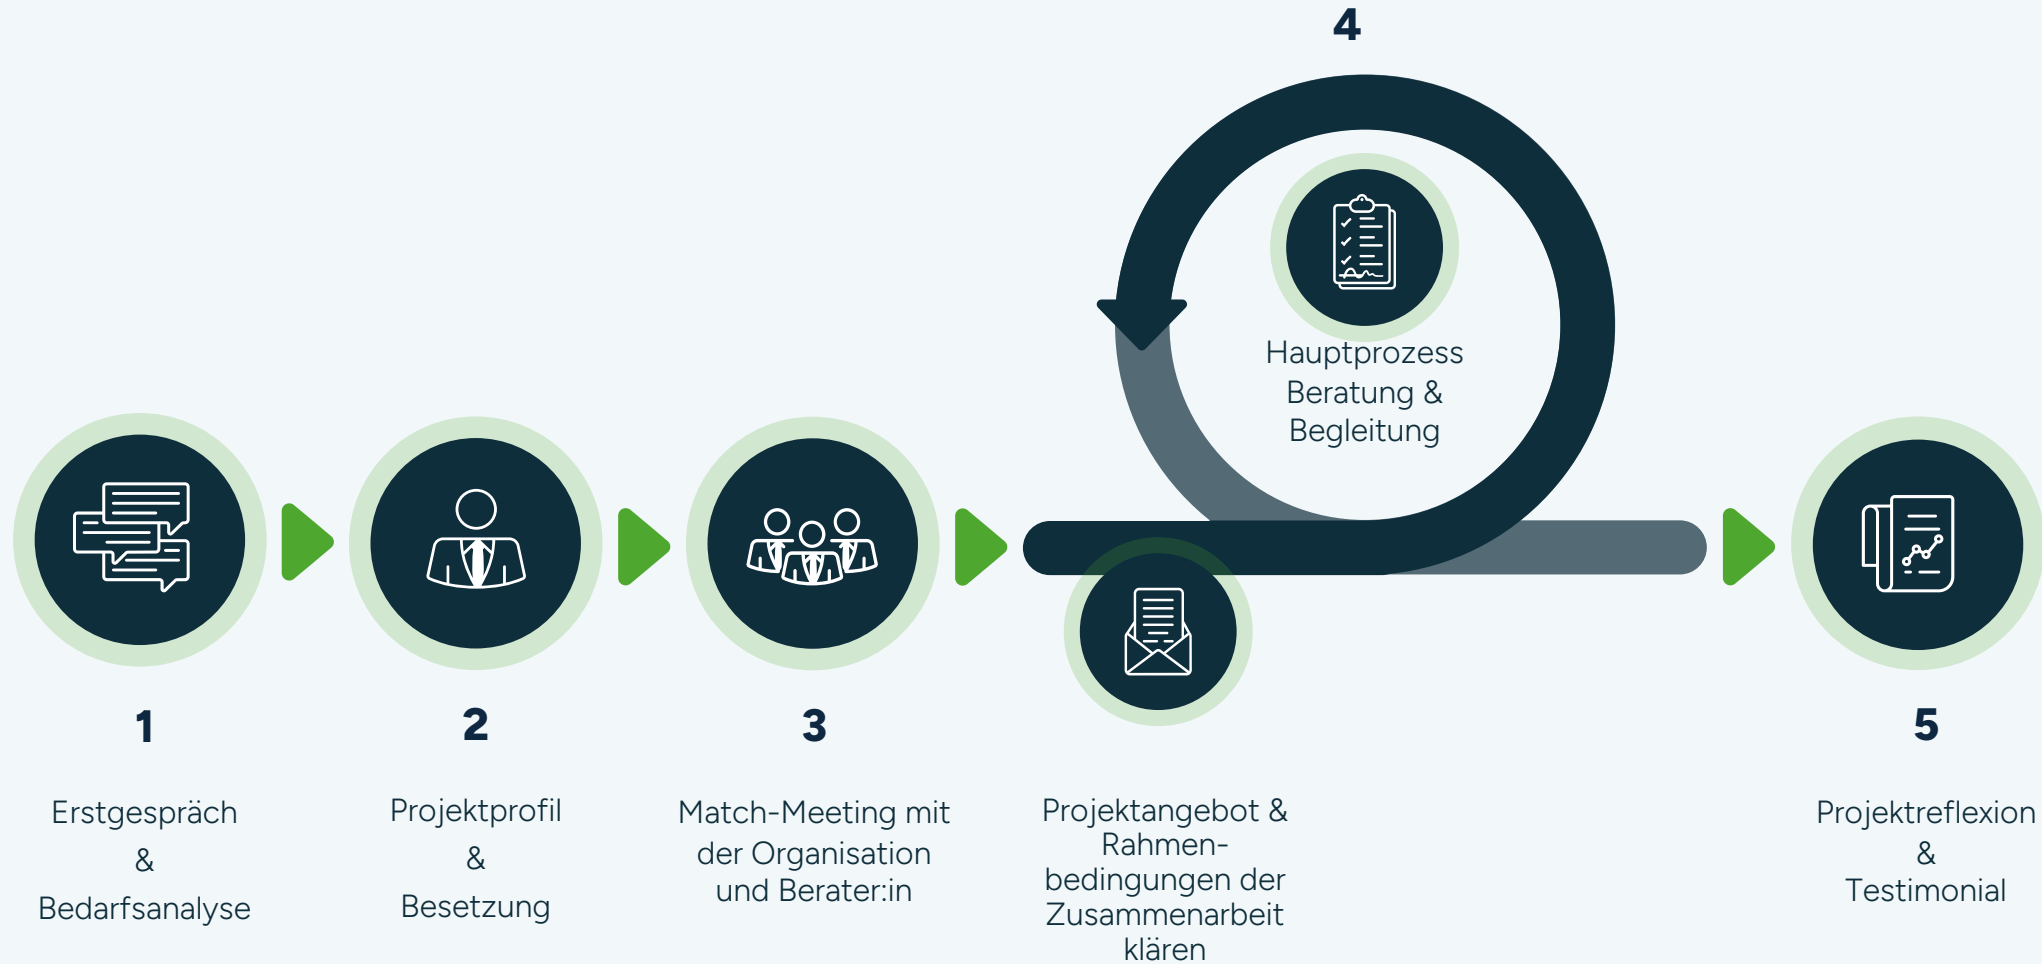 1
Erstgespräch
&
Bedarfsanalyse
2
Projektprofil
&
Besetzung
3
Match-Meeting mit
der Organisation
und Berater:in
4
Hauptprozess
Beratung &
Begleitung
Projektangebot &
Rahmen-
bedingungen der
Zusammenarbeit
klären
5
Projektreflexion
&
Testimonial